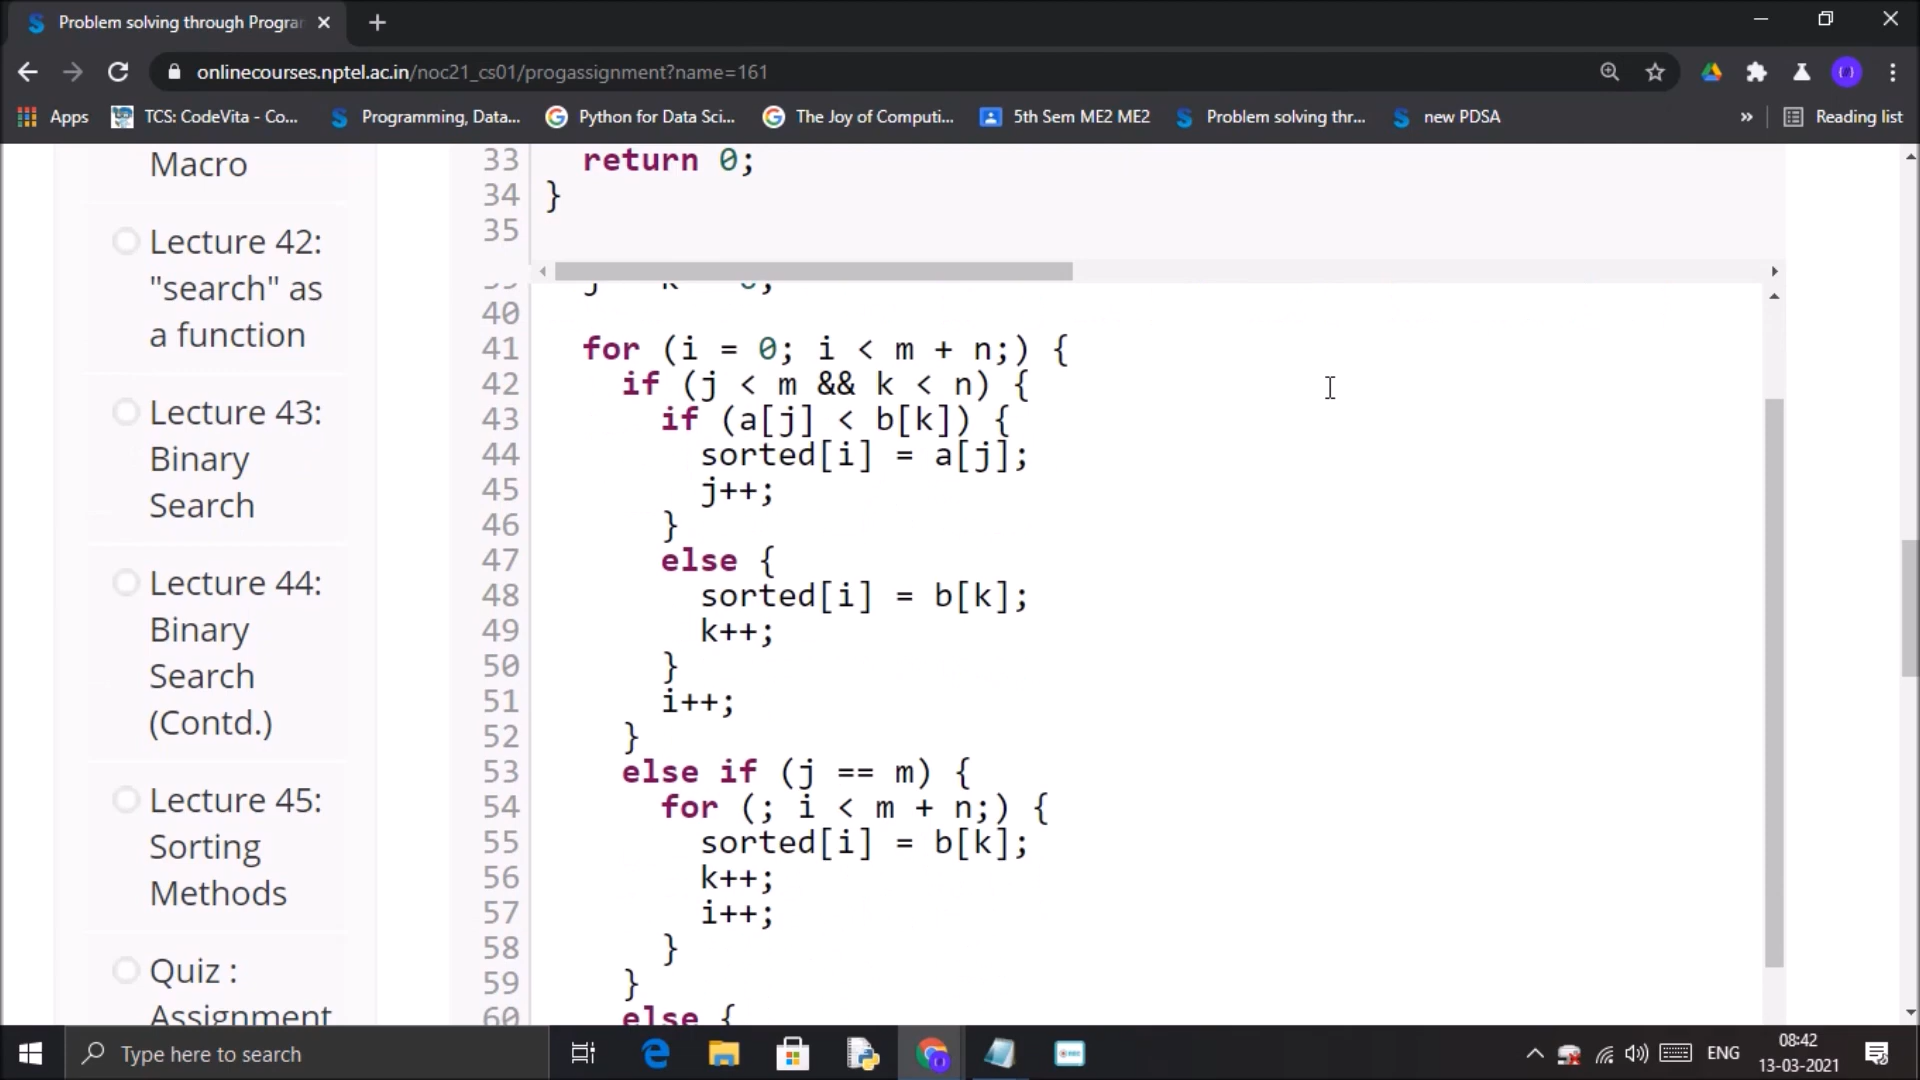 Problem solving through Progra
onlinecourses.nptel.ac.in/noc21_cs01/progassignment?name=161
Apps TCS: CodeVita - Co... Programming, Data... Python for Data Sci... The Joy of Computi... 5th Sem ME2 ME2 Problem solving thr... new PDSA » Reading list
Macro
Lecture 42:
"search" as
a function
Lecture 43:
Binary
Search
Lecture 44:
Binary
Search
(Contd.)
Lecture 45:
Sorting
Methods
Quiz :
Assignment
33 return 0;
34 }
35
40
41 for (i = 0; i < m + n;) {
42 if (j < m && k < n) {
43 if (a[j] < b[k]) {
44 sorted[i] = a[j];
45 j++;
46 }
47 else {
48 sorted[i] = b[k];
49 k++;
50 }
51 i++;
52 }
53 else if (j == m) {
54 for (; i < m + n;) {
55 sorted[i] = b[k];
56 k++;
57 i++;
58 }
59 }
60 else {
Type here to search
ENG
08:42
13-03-2021